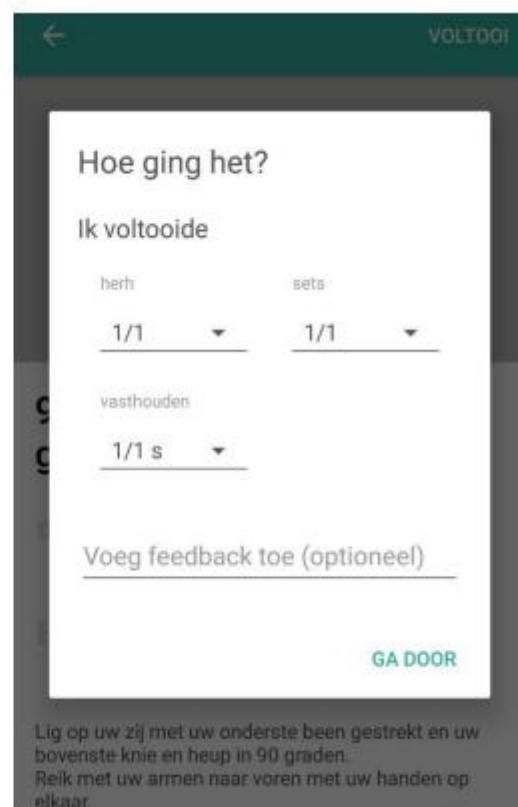 VOLTOOI
Hoe ging het?
Ik voltooide
herh sets
1/1 1/1
vasthouden
1/1 s
Voeg feedback toe (optioneel)
GA DOOR
Lig op uw zij met uw onderste been gestrekt en uw
bovenste knie en heup in 90 graden.
Reik met uw armen naar voren met uw handen op
elkaar